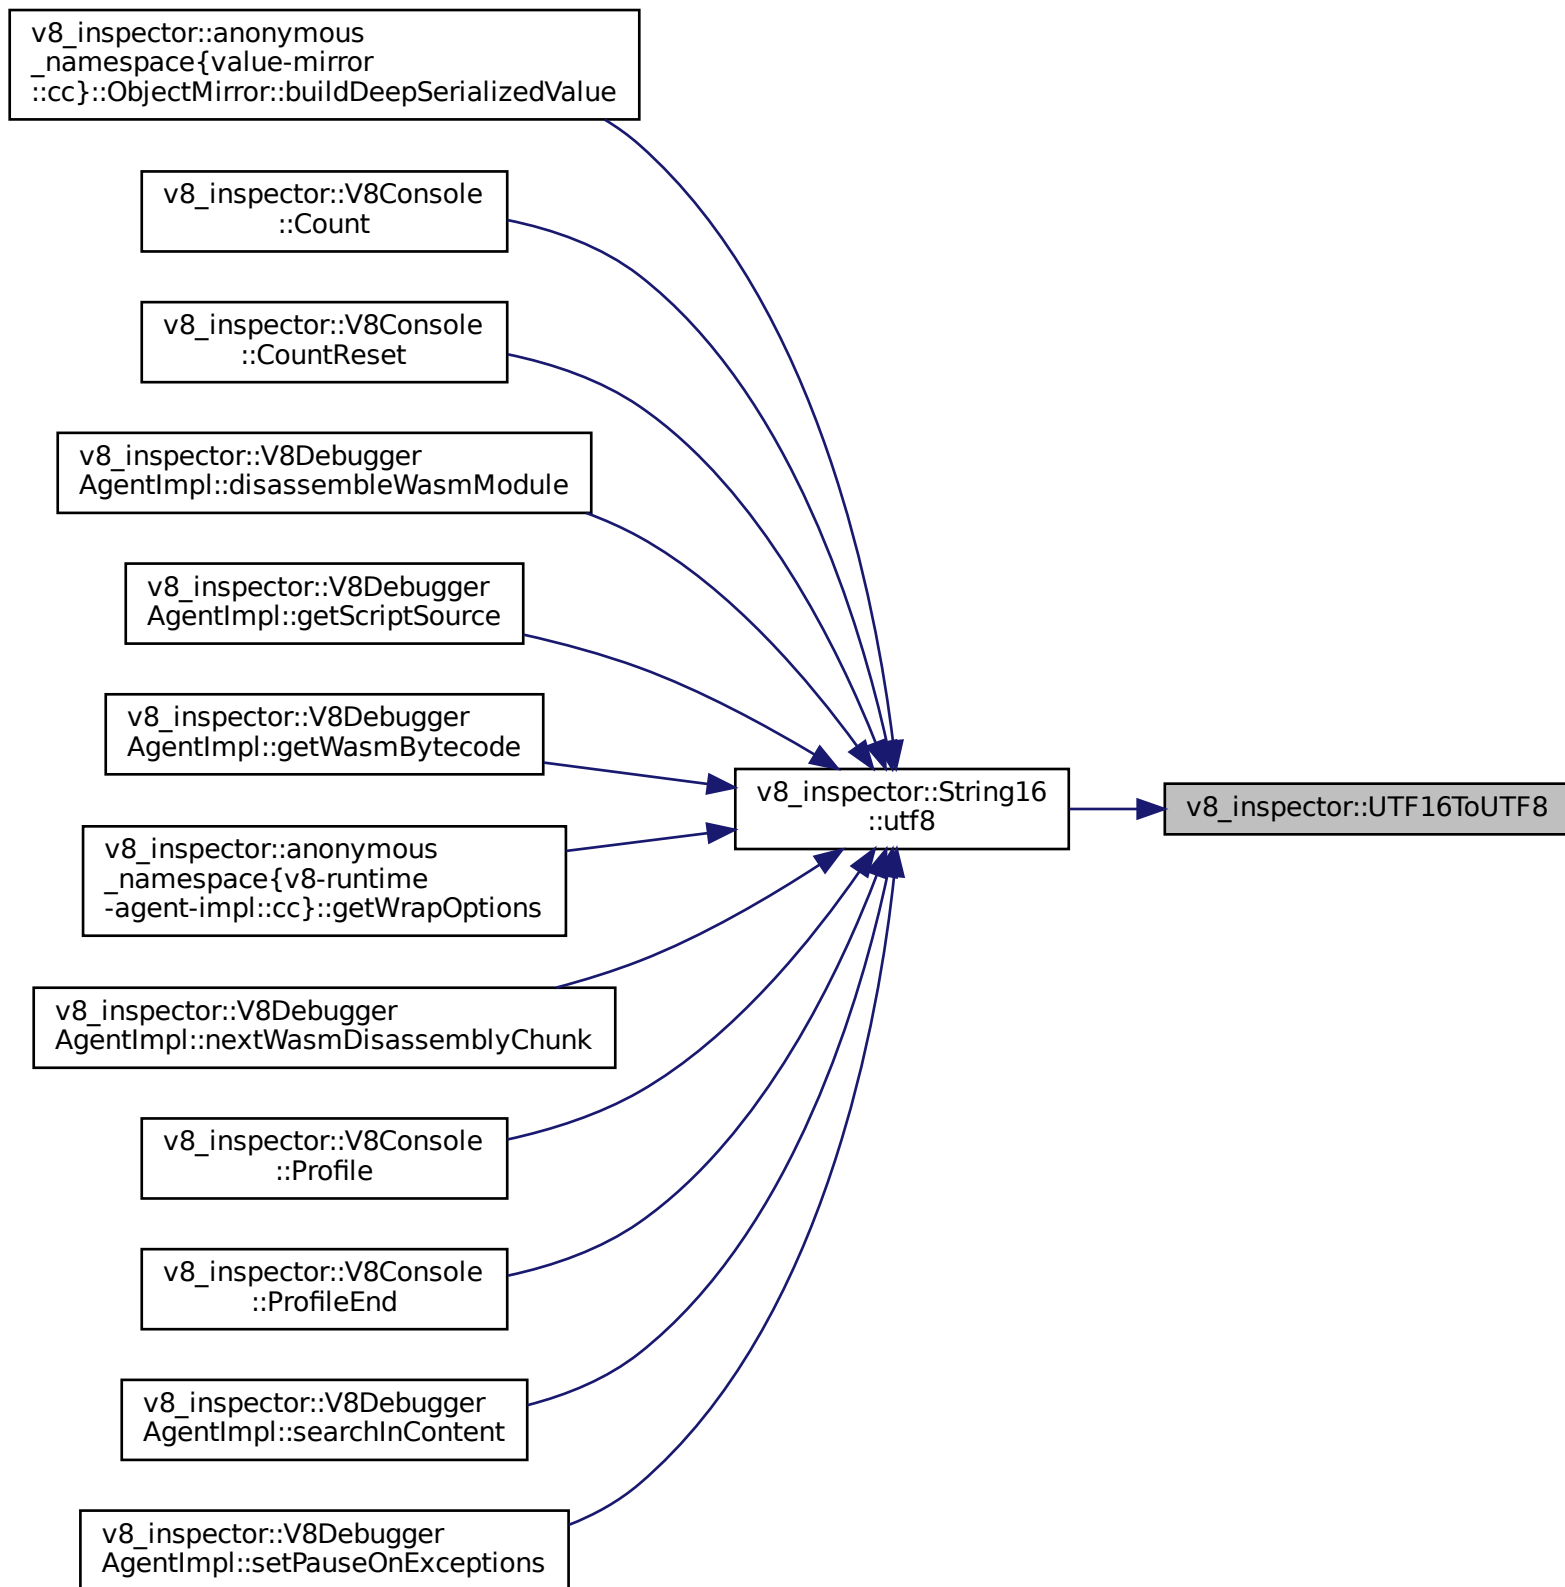 v8_inspector::anonymous
_namespace{value-mirror
::cc}::ObjectMirror::buildDeepSerializedValue
v8_inspector::V8Console
::Count
v8_inspector::V8Console
::CountReset
v8_inspector::V8Debugger
AgentImpl::disassembleWasmModule
v8_inspector::V8Debugger
AgentImpl::getScriptSource
v8_inspector::V8Debugger
AgentImpl::getWasmBytecode
v8_inspector::String16
::utf8
v8_inspector::UTF16ToUTF8
v8_inspector::anonymous
_namespace{v8-runtime
-agent-impl::cc}::getWrapOptions
v8_inspector::V8Debugger
AgentImpl::nextWasmDisassemblyChunk
v8_inspector::V8Console
::Profile
v8_inspector::V8Console
::ProfileEnd
v8_inspector::V8Debugger
AgentImpl::searchInContent
v8_inspector::V8Debugger
AgentImpl::setPauseOnExceptions